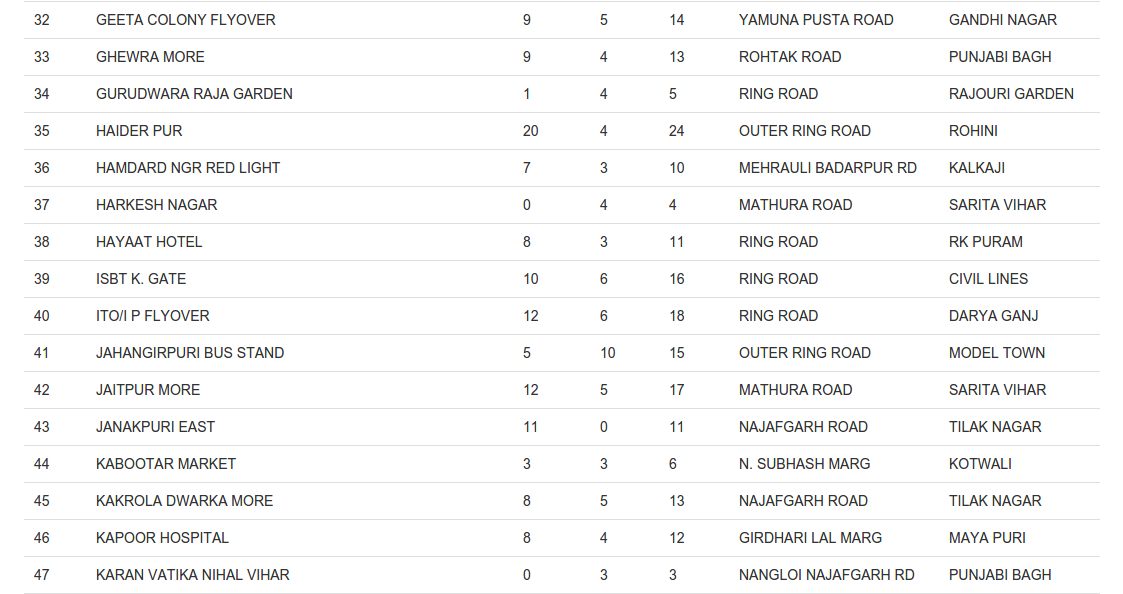 32 GEETA COLONY FLYOVER 9 5 14 YAMUNA PUSTA ROAD GANDHI NAGAR
33 GHEWRA MORE 9 4 13 ROHTAK ROAD PUNJABI BAGH
34 GURUDWARA RAJA GARDEN 1 4 5 RING ROAD RAJOURI GARDEN
35 HAIDER PUR 20 4 24 OUTER RING ROAD ROHINI
36 HAMDARD NGR RED LIGHT 7 3 10 MEHRAULI BADARPUR RD KALKAJI
37 HARKESH NAGAR 0 4 4 MATHURA ROAD SARITA VIHAR
38 HAYAAT HOTEL 8 3 11 RING ROAD RK PURAM
39 ISBT K. GATE 10 6 16 RING ROAD CIVIL LINES
40 ITO/I P FLYOVER 12 6 18 RING ROAD DARYA GANJ
41 JAHANGIRPURI BUS STAND 5 10 15 OUTER RING ROAD MODEL TOWN
42 JAITPUR MORE 12 5 17 MATHURA ROAD SARITA VIHAR
43 JANAKPURI EAST 11 0 11 NAJAFGARH ROAD TILAK NAGAR
44 KABOOTAR MARKET 3 3 6 N. SUBHASH MARG KOTWALI
45 KAKROLA DWARKA MORE 8 5 13 NAJAFGARH ROAD TILAK NAGAR
46 KAPOOR HOSPITAL 8 4 12 GIRDHARI LAL MARG MAYA PURI
47 KARAN VATIKA NIHAL VIHAR 0 3 3 NANGLOI NAJAFGARH RD PUNJABI BAGH